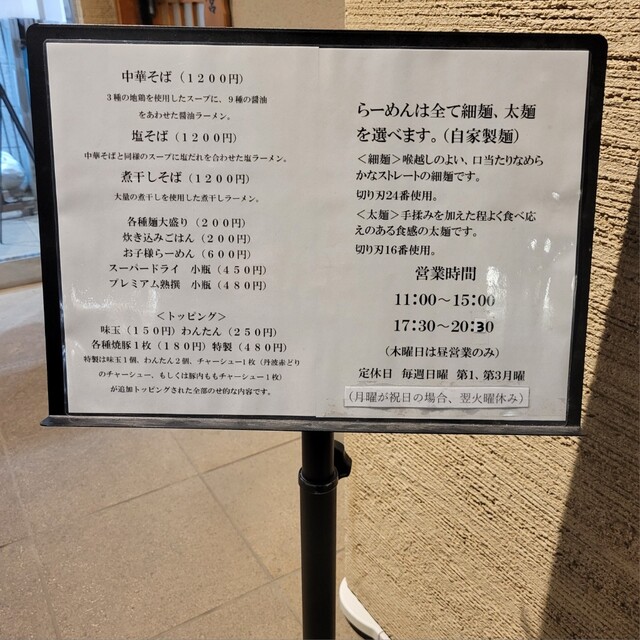 中華そば（1200円）
3種の地鶏を使用したスープに、9種の醤油
をあわせた醤油ラーメン。
塩そば（1200円）
中華そばと同様のスープに塩だれを合わせた塩ラーメン。
煮干しそば（1200円）
大量の煮干しを使用した煮干しラーメン。
各種麺大盛り（200円）
炊き込みごはん（200円）
お子様らーめん（600円）
スーパードライ　小瓶（450円）
プレミアム熟撰　小瓶（480円）
＜トッピング＞
味玉（150円）わんたん（250円）
各種焼豚1枚（180円）特製（480円）
特製は味玉1個、わんたん2個、チャーシュー1枚（丹波赤どり
のチャーシュー、もしくは豚内ももチャーシュー1枚）
が追加トッピングされた全部のせ的な内容です。
らーめんは全て細麺、太麺
を選べます。（自家製麺）
＜細麺＞喉越しのよい、口当たりなめら
かなストレートの細麺です。
切り刃24番使用。
＜太麺＞手揉みを加えた程よく食べ応
えのある食感の太麺です。
切り刃16番使用。
営業時間
11:00～15:00
17:30～20:30
（木曜日は昼営業のみ）
定休日　毎週日曜　第1、第3月曜
（月曜が祝日の場合、翌火曜休み）